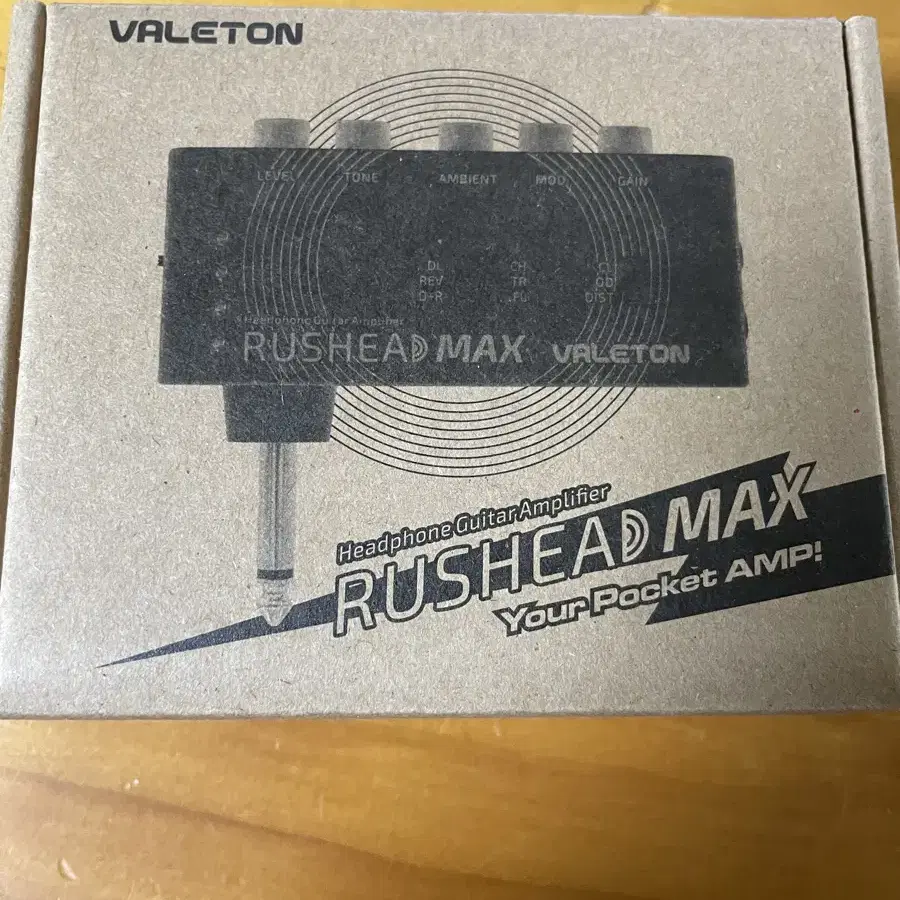 VALETON
LEVEL TONE AMBIENT MOD GAIN
DL CH CL
REV TR OD
D+R FL DIST
Headphone Guitar Amplifier
RUSHEAD MAX VALETON
Headphone Guitar Amplifier
RUSHEAD MAX
Your Pocket AMP!